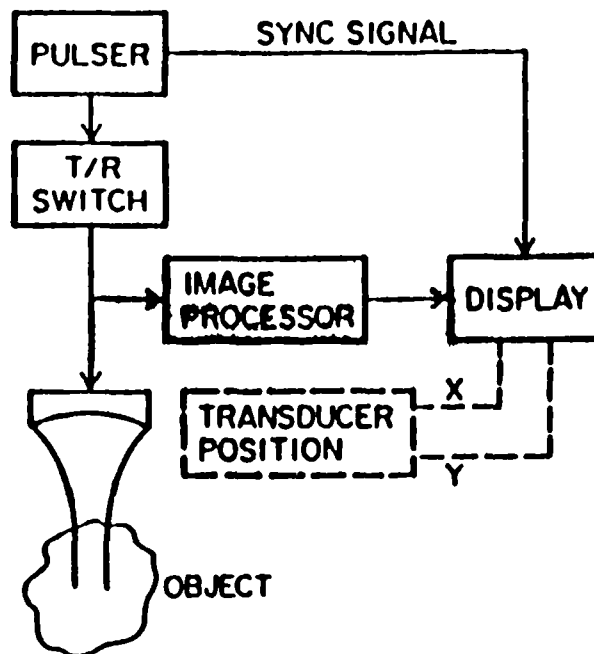 PULSER
SYNC SIGNAL
T/R
SWITCH
IMAGE
PROCESSOR
DISPLAY
TRANSDUCER
POSITION
X
Y
OBJECT